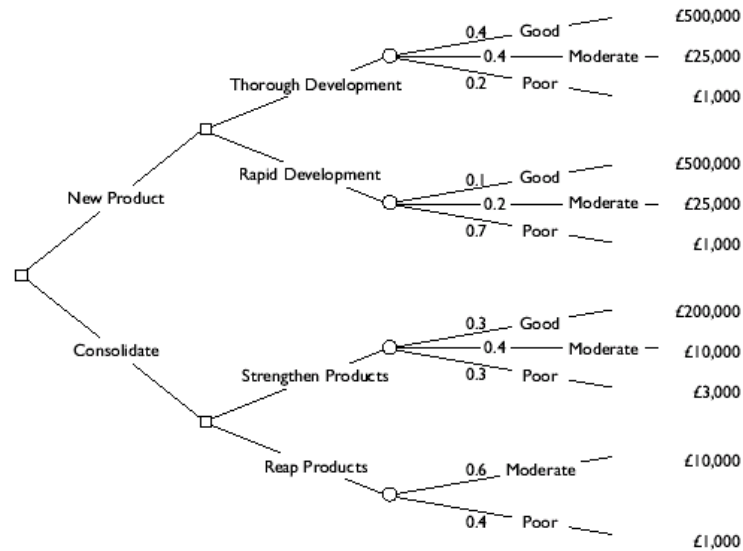 0.4 Good £500,000
0.4 Moderate £25,000
Thorough Development
0.2 Poor £1,000
Rapid Development
0.1 Good £500,000
New Product
0.2 Moderate £25,000
0.7 Poor £1,000
0.3 Good £200,000
Consolidate
0.4 Moderate £10,000
Strengthen Products
0.3 Poor £3,000
Reap Products
0.6 Moderate £10,000
0.4 Poor £1,000